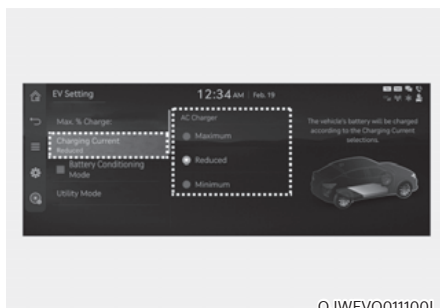 EV Setting
12:34 AM Feb. 19
Max. % Charge:
Charging Current
Reduced
Battery Conditioning
Mode
Utility Mode
AC Charger
Maximum
Reduced
Minimum
The vehicle's battery will be charged
according to the Charging Current
selections.